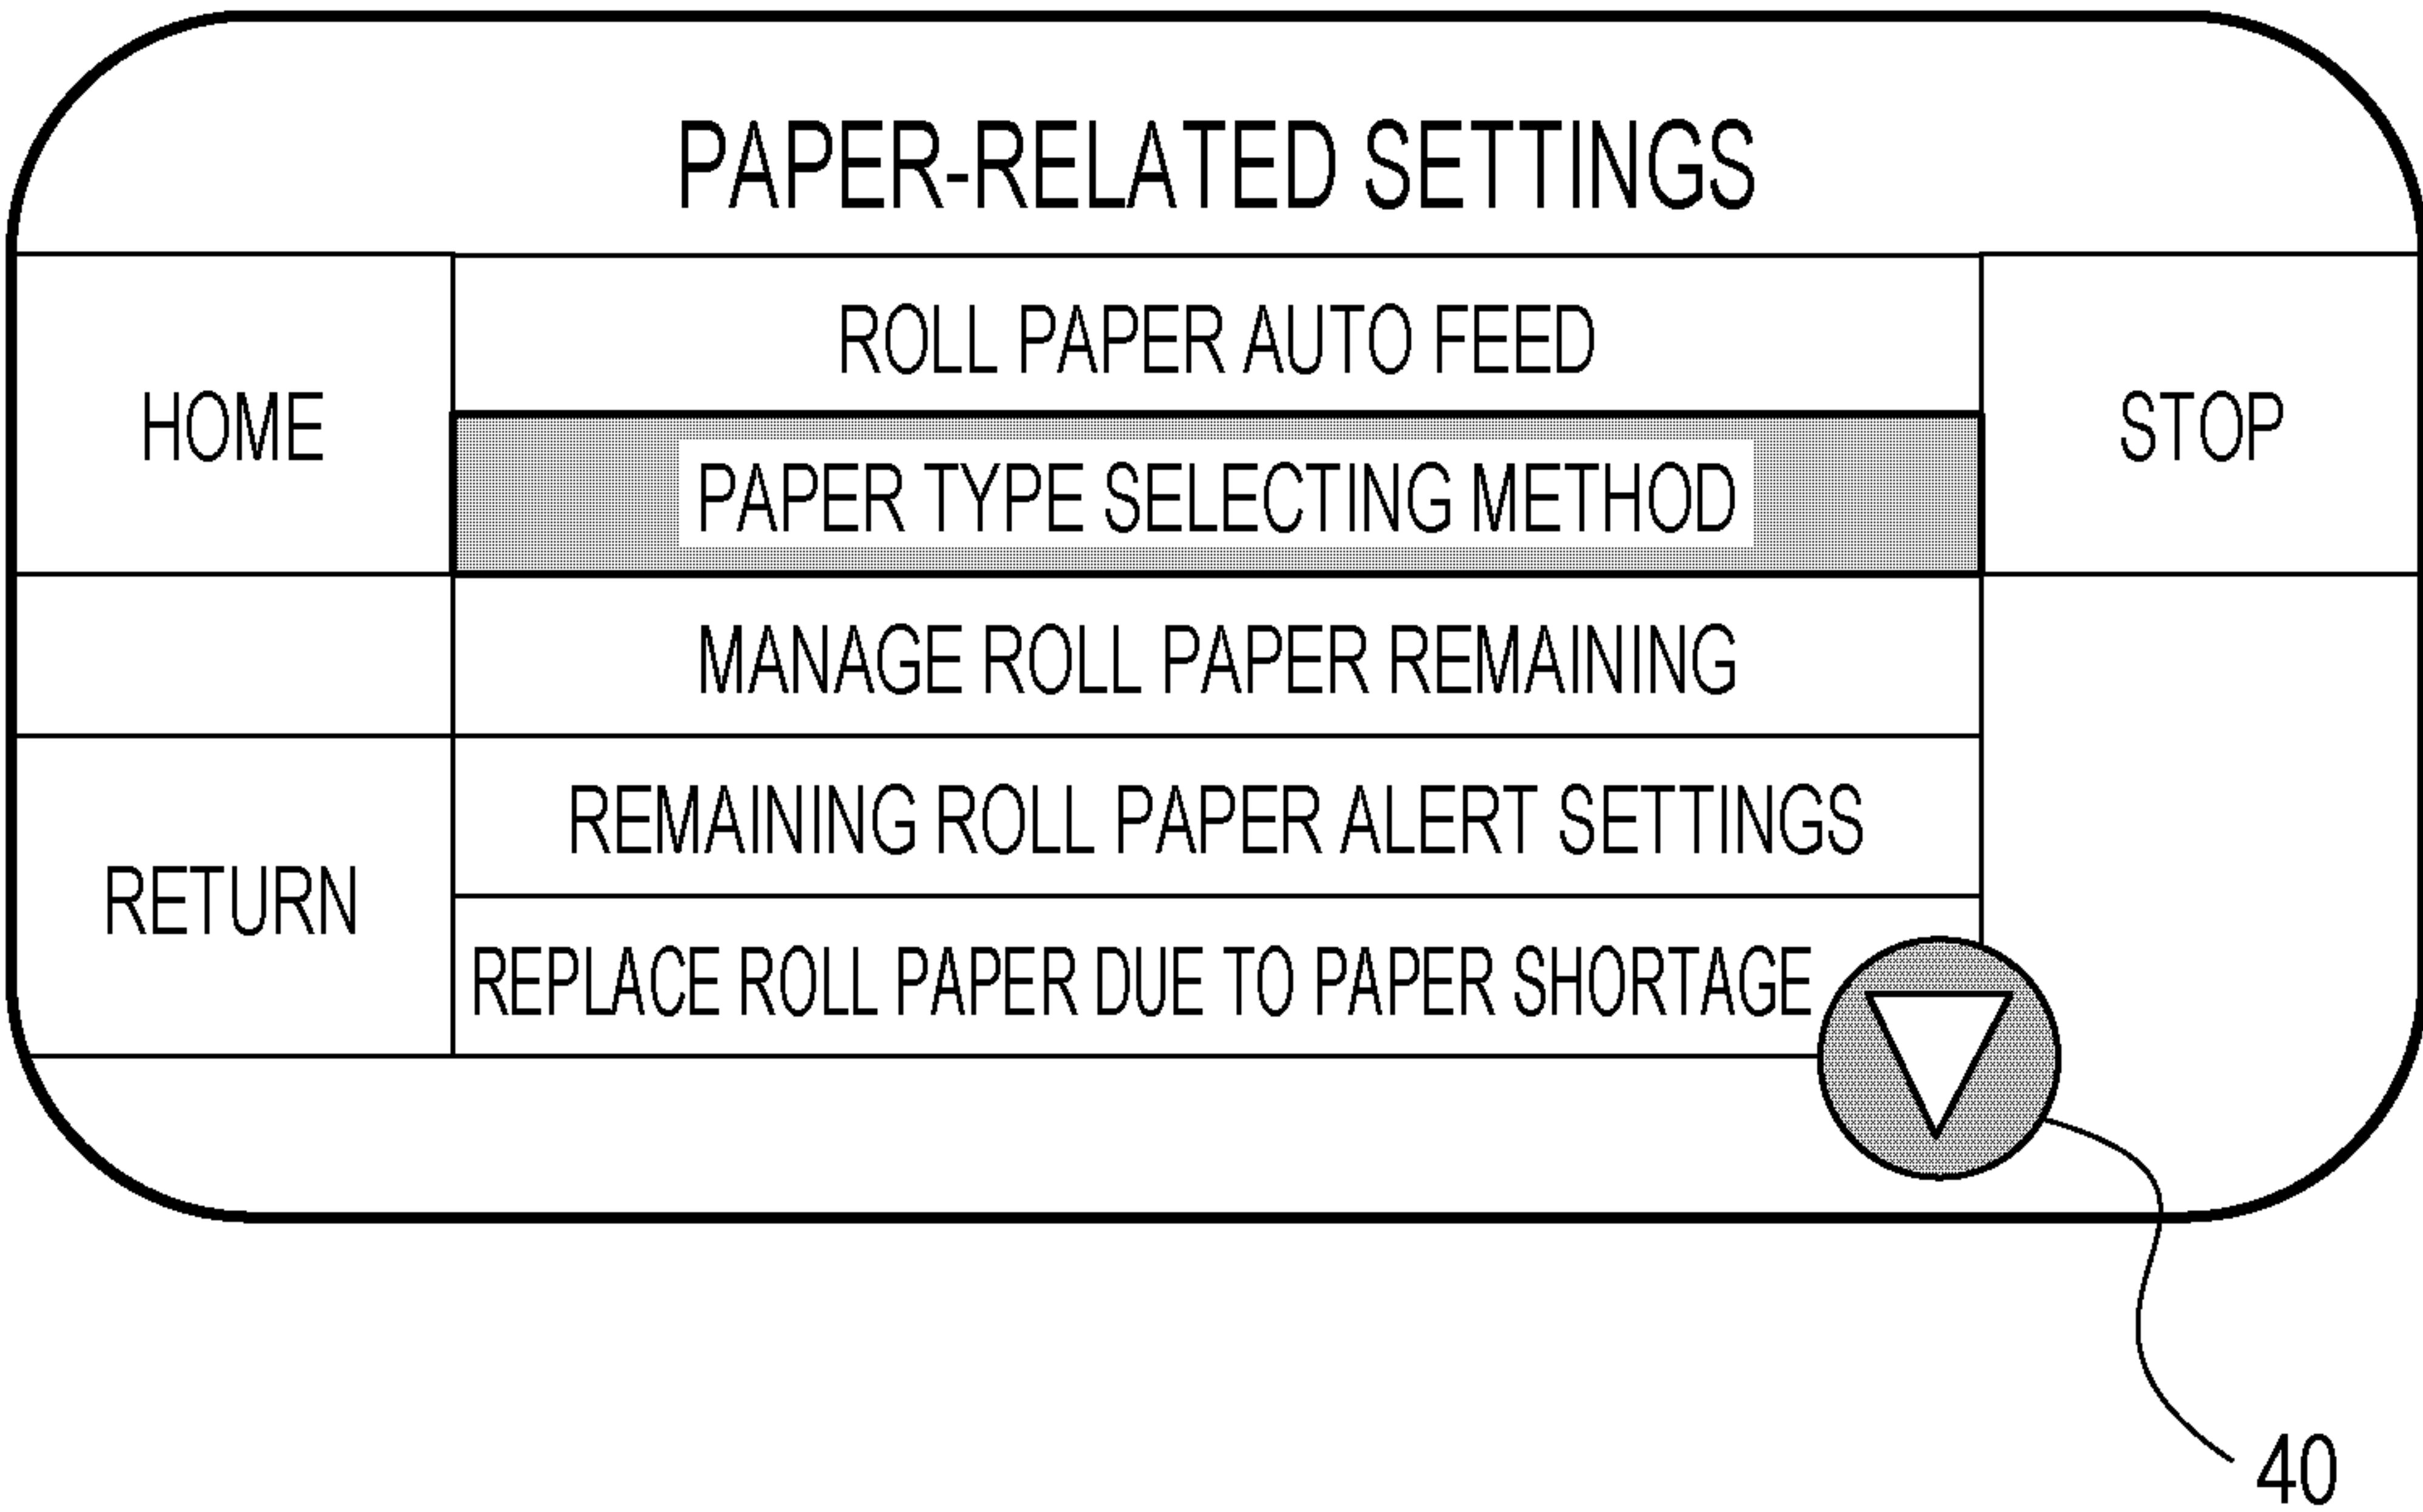 PAPER-RELATED SETTINGS
HOME
ROLL PAPER AUTO FEED
STOP
PAPER TYPE SELECTING METHOD
MANAGE ROLL PAPER REMAINING
REMAINING ROLL PAPER ALERT SETTINGS
RETURN
REPLACE ROLL PAPER DUE TO PAPER SHORTAGE
40